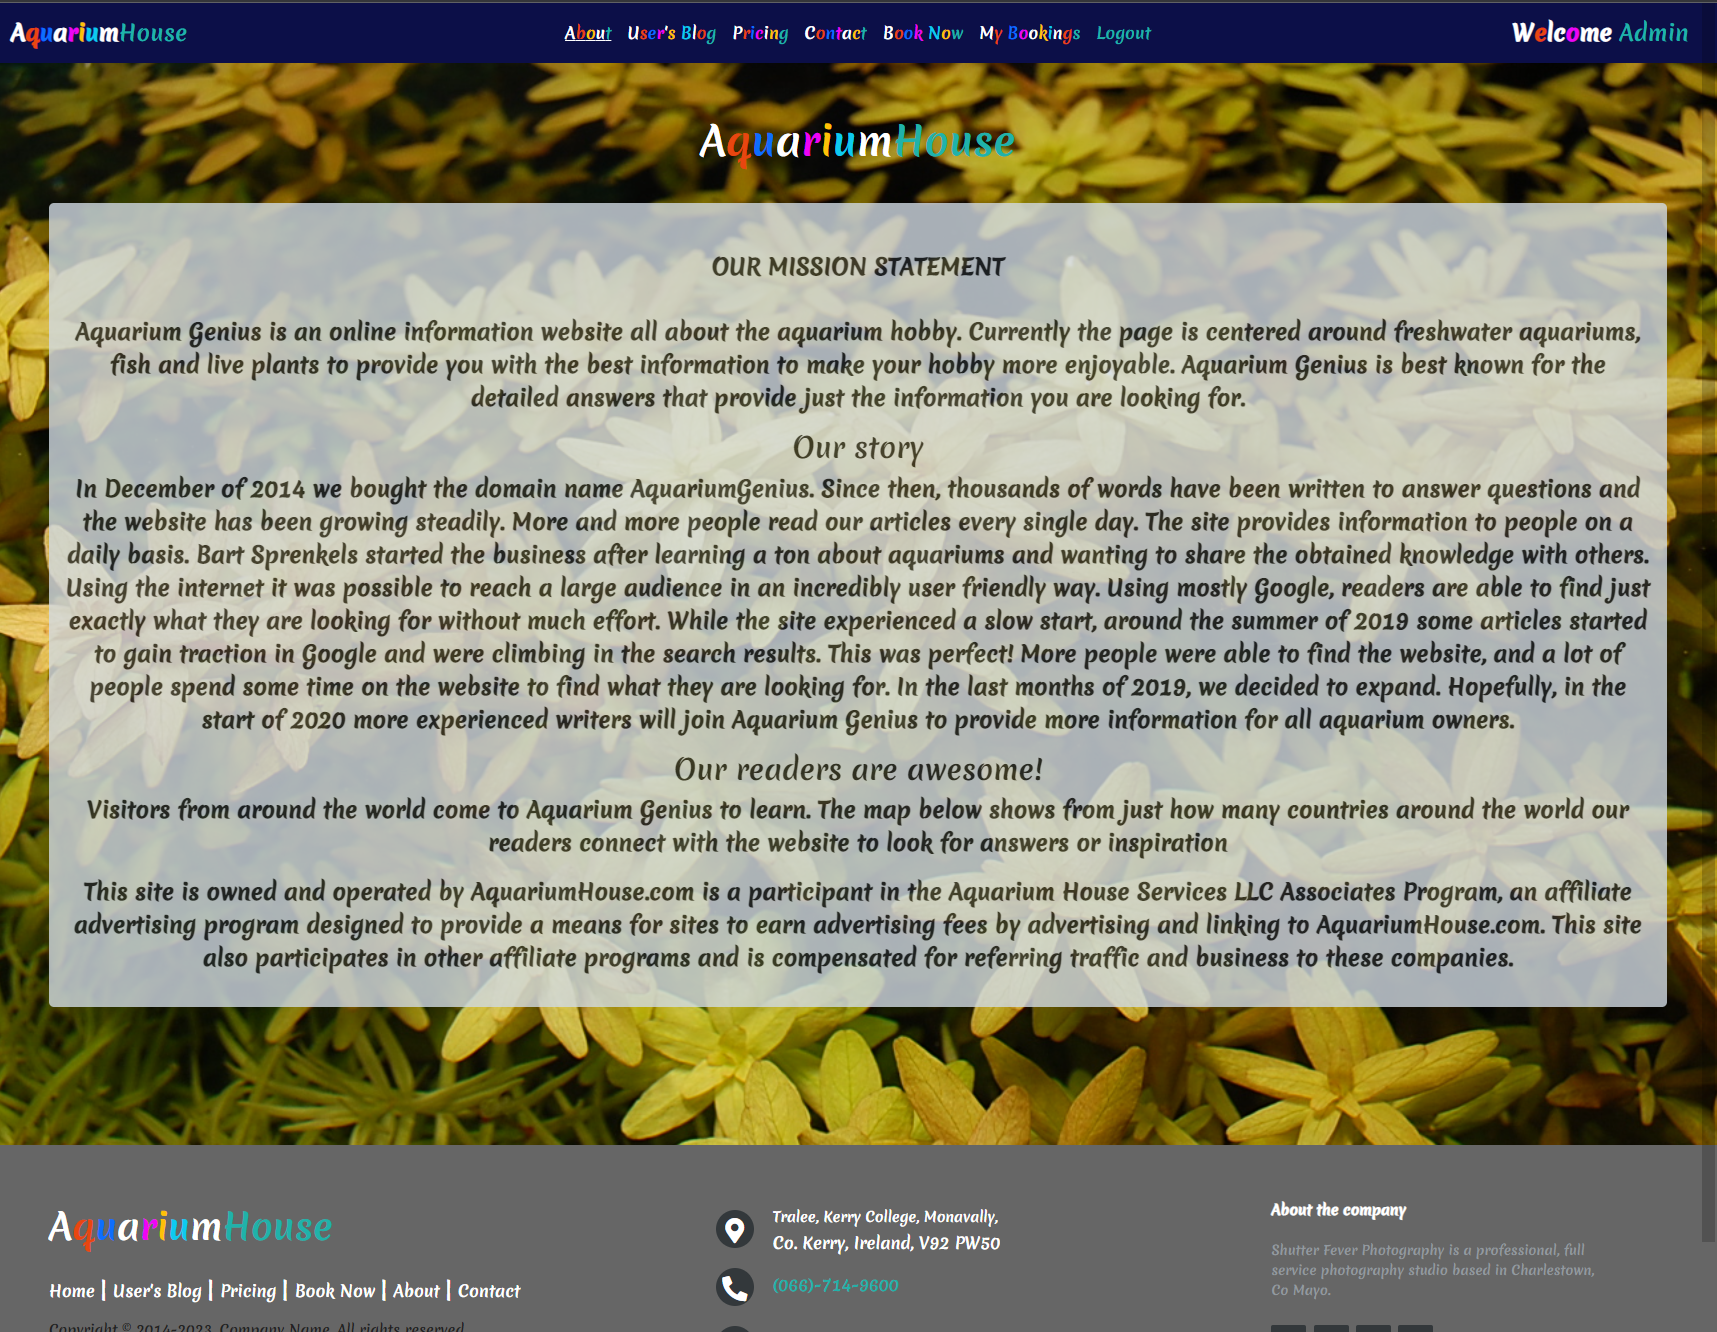 AquariumHouse
About User's Blog Pricing Contact Book Now My Bookings Logout
Welcome Admin
AquariumHouse
OUR MISSION STATEMENT
Aquarium Genius is an online information website all about the aquarium hobby. Currently the page is centered around freshwater aquariums,
fish and live plants to provide you with the best information to make your hobby more enjoyable. Aquarium Genius is best known for the
detailed answers that provide just the information you are looking for.
Our story
In December of 2014 we bought the domain name AquariumGenius. Since then, thousands of words have been written to answer questions and
the website has been growing steadily. More and more people read our articles every single day. The site provides information to people on a
daily basis. Bart Sprenkels started the business after learning a ton about aquariums and wanting to share the obtained knowledge with others.
Using the internet it was possible to reach a large audience in an incredibly user friendly way. Using mostly Google, readers are able to find just
exactly what they are looking for without much effort. While the site experienced a slow start, around the summer of 2019 some articles started
to gain traction in Google and were climbing in the search results. This was perfect! More people were able to find the website, and a lot of
people spend some time on the website to find what they are looking for. In the last months of 2019, we decided to expand. Hopefully, in the
start of 2020 more experienced writers will join Aquarium Genius to provide more information for all aquarium owners.
Our readers are awesome!
Visitors from around the world come to Aquarium Genius to learn. The map below shows from just how many countries around the world our
readers connect with the website to look for answers or inspiration
This site is owned and operated by AquariumHouse.com is a participant in the Aquarium House Services LLC Associates Program, an affiliate
advertising program designed to provide a means for sites to earn advertising fees by advertising and linking to AquariumHouse.com. This site
also participates in other affiliate programs and is compensated for referring traffic and business to these companies.
AquariumHouse
Home | User's Blog | Pricing | Book Now | About | Contact
Copyright © 2014-2023 Company Name. All rights reserved
Tralee, Kerry College, Monavally,
Co. Kerry, Ireland, V92 PW50
(066)-714-9600
About the company
Shutter Fever Photography is a professional, full
service photography studio based in Charlestown,
Co Mayo.